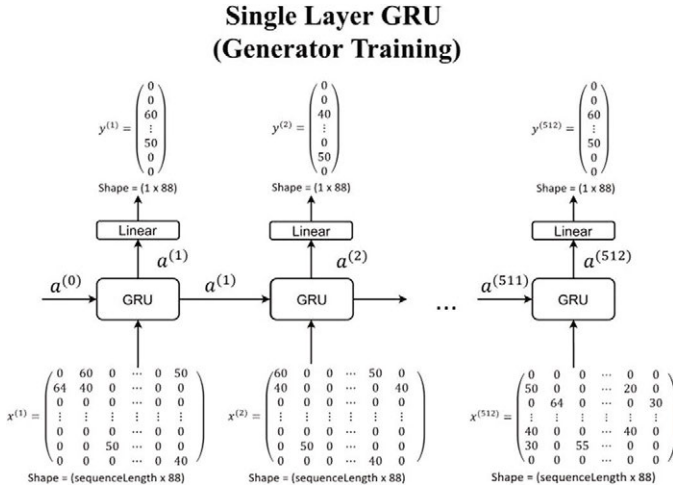 Single Layer GRU
(Generator Training)
y⁽¹⁾ = (0 0 60 ⋮ 50 0 0)
y⁽²⁾ = (0 0 40 ⋮ 0 50 0)
y⁽⁵¹²⁾ = (0 0 60 ⋮ 50 0 0)
Shape = (1 x 88) Shape = (1 x 88) Shape = (1 x 88)
Linear Linear Linear
a⁽⁰⁾ a⁽¹⁾ a⁽¹⁾ a⁽²⁾ ... a⁽⁵¹¹⁾ a⁽⁵¹²⁾
GRU GRU GRU
x⁽¹⁾ =
0 60 0 ⋯ 0 50
64 40 0 ⋯ 0 0
0 0 0 ⋯ 0 0
⋮ ⋮ ⋮ ⋮ ⋮ ⋮
0 0 0 ⋯ 0 0
0 0 50 ⋯ 0 0
0 0 0 ⋯ 0 40
x⁽²⁾ =
60 0 0 ⋯ 50 0
40 0 0 ⋯ 0 40
0 0 0 ⋯ 0 0
⋮ ⋮ ⋮ ⋮ ⋮ ⋮
0 0 0 ⋯ 0 0
0 50 0 ⋯ 0 0
0 0 0 ⋯ 40 0
x⁽⁵¹²⁾ =
0 0 0 ⋯ 0 0
50 0 0 ⋯ 20 0
0 64 0 ⋯ 0 30
⋮ ⋮ ⋮ ⋮ ⋮ ⋮
40 0 0 ⋯ 40 0
30 0 55 ⋯ 0 0
0 0 0 ⋯ 0 0
Shape = (sequenceLength x 88) Shape = (sequenceLength x 88) Shape = (sequenceLength x 88)